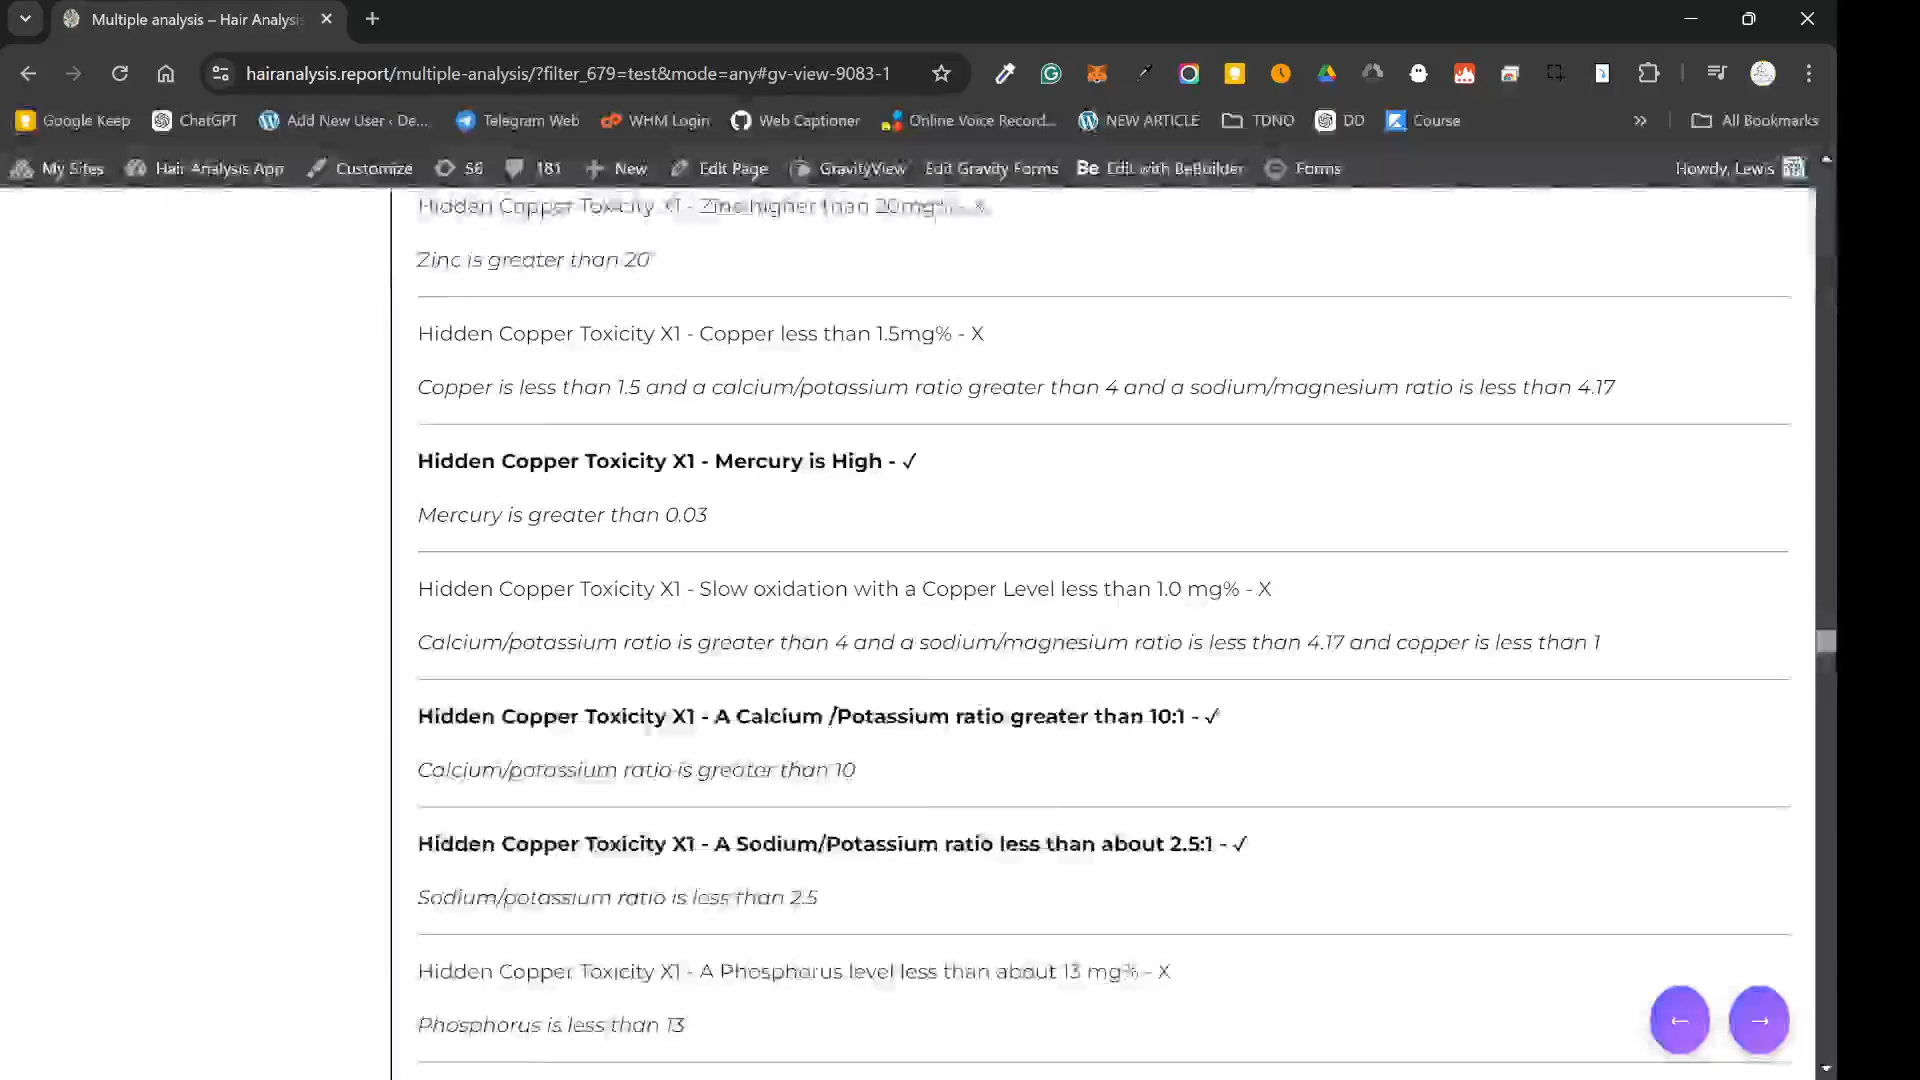 Multiple analysis – Hair Analysis
hairanalysis.report/multiple-analysis/?filter_679=test&mode=any#gv-view-9083-1
Google Keep ChatGPT Add New User ‹ De... Telegram Web WHM Login Web Captioner Online Voice Record... NEW ARTICLE TDNO DD Course » All Bookmarks
My Sites Hair Analysis App Customize 56 181 New Edit Page GravityView Edit Gravity Forms Be Edit with BeBuilder Forms Howdy, Lewis
Hidden Copper Toxicity X1 - Zinc higher than 20mg% - X
Zinc is greater than 20
Hidden Copper Toxicity X1 - Copper less than 1.5mg% - X
Copper is less than 1.5 and a calcium/potassium ratio greater than 4 and a sodium/magnesium ratio is less than 4.17
Hidden Copper Toxicity X1 - Mercury is High - ✓
Mercury is greater than 0.03
Hidden Copper Toxicity X1 - Slow oxidation with a Copper Level less than 1.0 mg% - X
Calcium/potassium ratio is greater than 4 and a sodium/magnesium ratio is less than 4.17 and copper is less than 1
Hidden Copper Toxicity X1 - A Calcium /Potassium ratio greater than 10:1 - ✓
Calcium/potassium ratio is greater than 10
Hidden Copper Toxicity X1 - A Sodium/Potassium ratio less than about 2.5:1 - ✓
Sodium/potassium ratio is less than 2.5
Hidden Copper Toxicity X1 - A Phosphorus level less than about 13 mg% - X
Phosphorus is less than 13